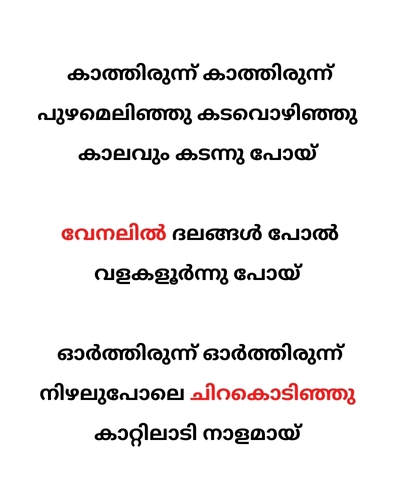 കാത്തിരുന്ന് കാത്തിരുന്ന്
പുഴമെലിഞ്ഞു കടവൊഴിഞ്ഞു
കാലവും കടന്നു പോയ്
വേനലിൽ ദലങ്ങൾ പോൽ
വളകളൂർന്നു പോയ്
ഓർത്തിരുന്ന് ഓർത്തിരുന്ന്
നിഴലുപോലെ ചിറകൊടിഞ്ഞു
കാറ്റിലാടി നാളമായ്